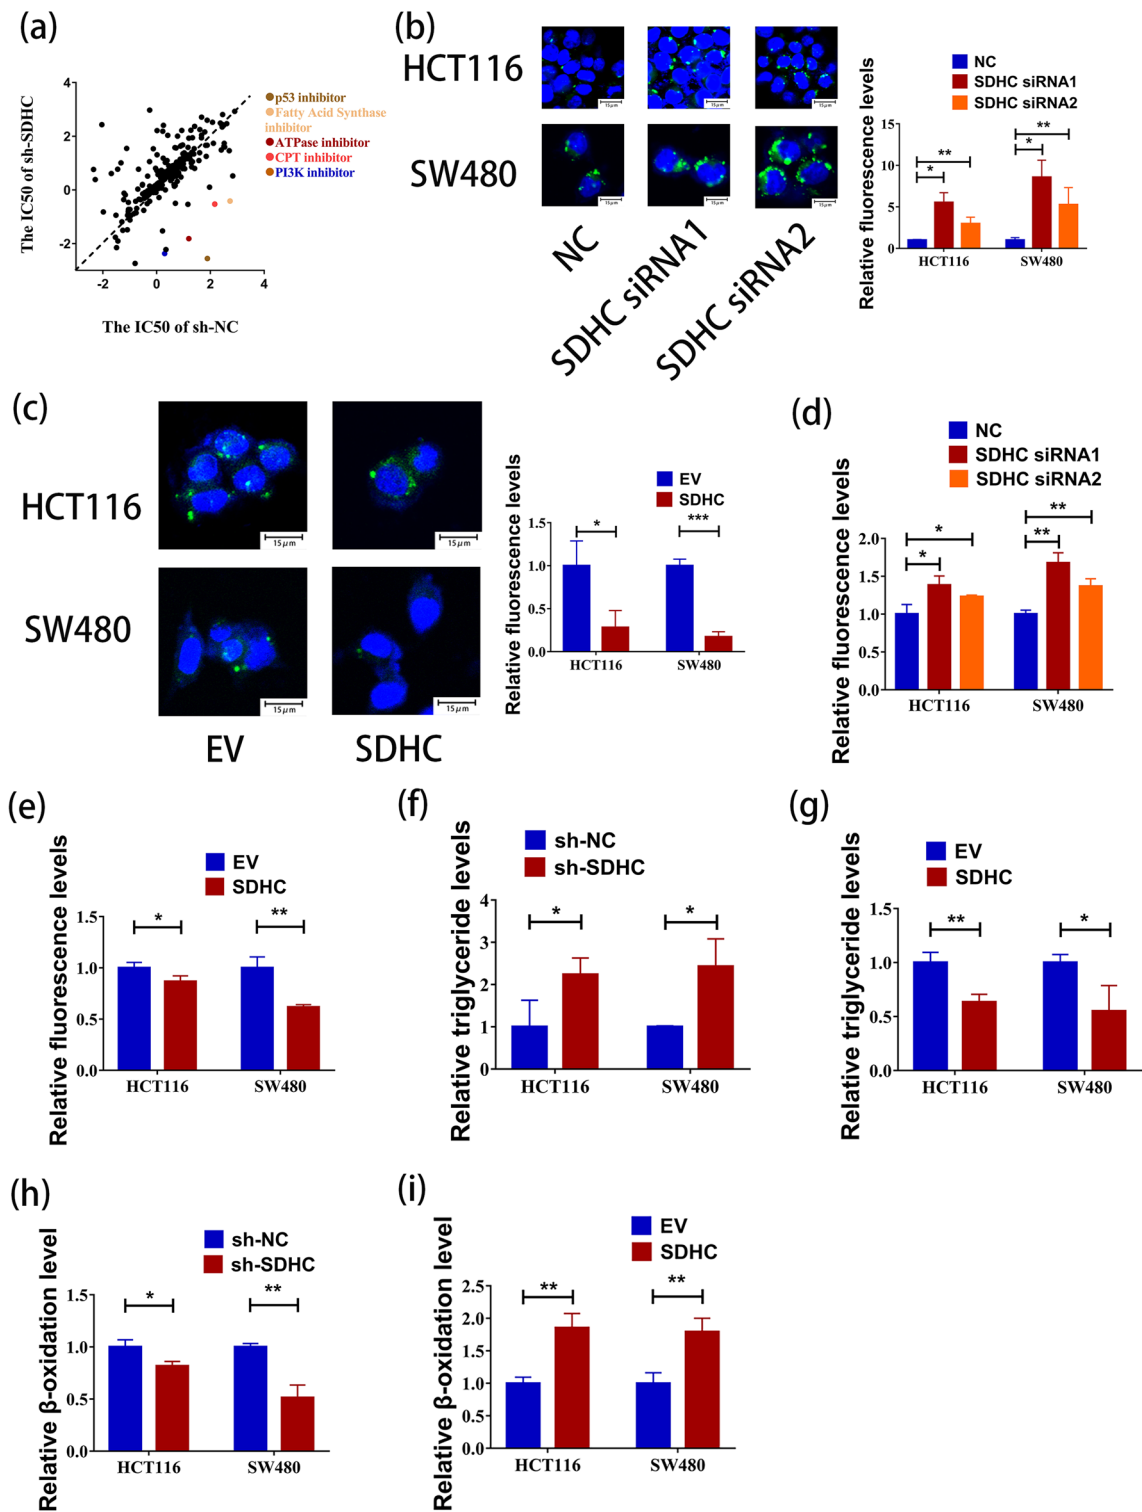 (a)
The IC50 of sh-SDHC
4
2
0
-2
-2
0
2
4
The IC50 of sh-NC
p53 inhibitor
Fatty Acid Synthase
inhibitor
ATPase inhibitor
CPT inhibitor
PI3K inhibitor
(b)
HCT116
SW480
15μm
15μm
15μm
15μm
15μm
15μm
NC
SDHC siRNA1
SDHC siRNA2
NC
SDHC siRNA1
SDHC siRNA2
Relative fluorescence levels
15
10
5
0
* ** * **
HCT116 SW480
(c)
HCT116
SW480
15μm
15μm
15μm
15μm
EV SDHC
EV
SDHC
Relative fluorescence levels
1.5
1.0
0.5
0.0
* ***
HCT116 SW480
(d)
NC
SDHC siRNA1
SDHC siRNA2
Relative fluorescence levels
2.0
1.5
1.0
0.5
0.0
* * ** **
HCT116 SW480
(e)
EV
SDHC
Relative fluorescence levels
1.5
1.0
0.5
0.0
* **
HCT116 SW480
(f)
sh-NC
sh-SDHC
Relative triglyceride levels
4
3
2
1
0
* *
HCT116 SW480
(g)
EV
SDHC
Relative triglyceride levels
1.5
1.0
0.5
0.0
** *
HCT116 SW480
(h)
sh-NC
sh-SDHC
Relative β-oxidation level
1.5
1.0
0.5
0.0
* **
HCT116 SW480
(i)
EV
SDHC
Relative β-oxidation level
2.5
2.0
1.5
1.0
0.5
0.0
** **
HCT116 SW480